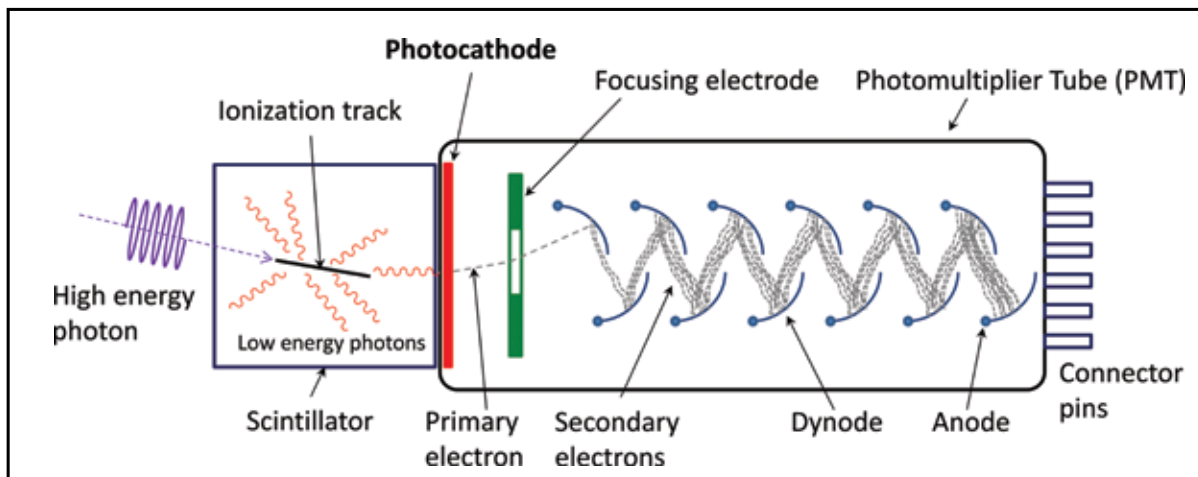 Photocathode
Focusing electrode
Photomultiplier Tube (PMT)
Ionization track
High energy
photon
Low energy photons
Scintillator
Primary
electron
Secondary
electrons
Dynode
Anode
Connector
pins